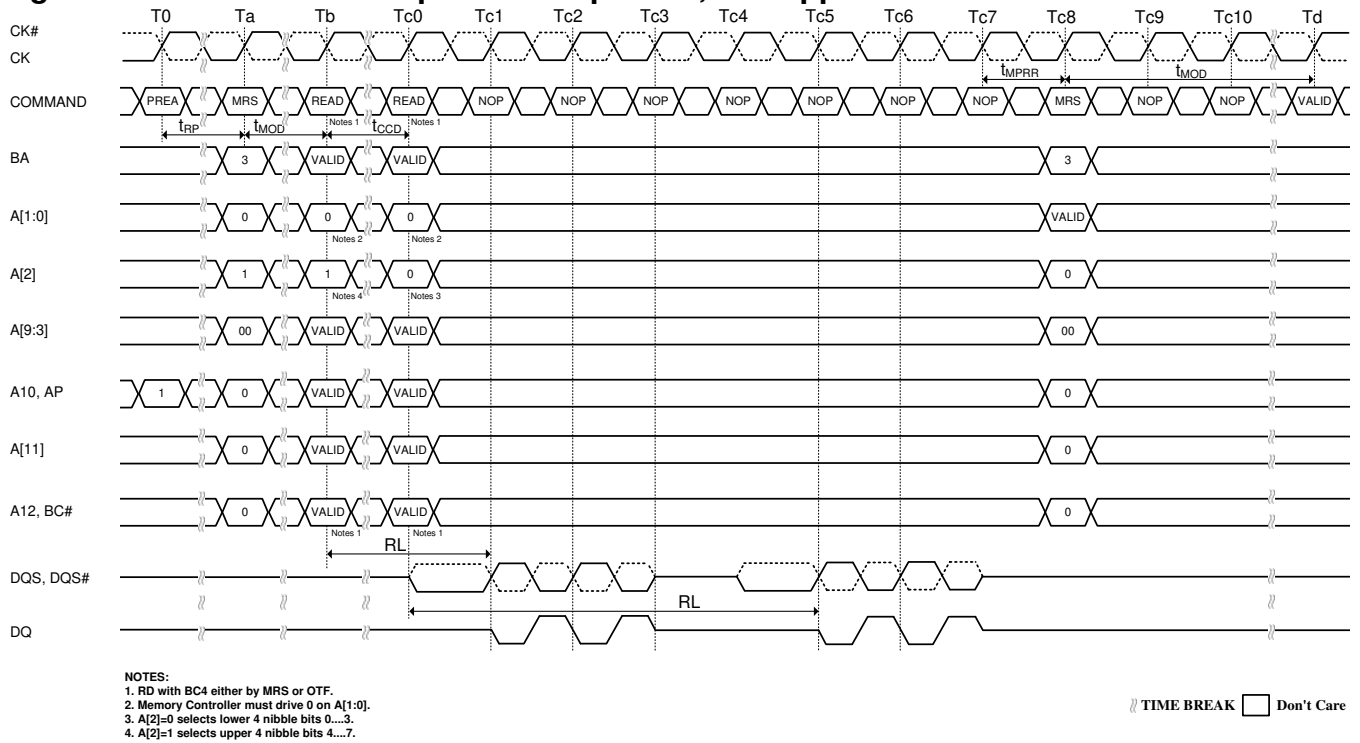 T0 Ta Tb Tc0 Tc1 Tc2 Tc3 Tc4 Tc5 Tc6 Tc7 Tc8 Tc9 Tc10 Td
CK#
CK
tMPRR tMOD
COMMAND PREA MRS READ READ NOP NOP NOP NOP NOP NOP NOP MRS NOP NOP VALID
Notes 1 Notes 1
tRP tMOD tCCD
BA 3 VALID VALID 3
A[1:0] 0 0 0 VALID
Notes 2 Notes 2
A[2] 1 1 0 0
Notes 4 Notes 3
A[9:3] 00 VALID VALID 00
A10, AP 1 0 VALID VALID 0
A[11] 0 VALID VALID 0
A12, BC# 0 VALID VALID 0
Notes 1 Notes 1
RL
DQS, DQS#
RL
DQ
NOTES:
1. RD with BC4 either by MRS or OTF.
2. Memory Controller must drive 0 on A[1:0].
3. A[2]=0 selects lower 4 nibble bits 0....3.
4. A[2]=1 selects upper 4 nibble bits 4....7.
TIME BREAK Don't Care